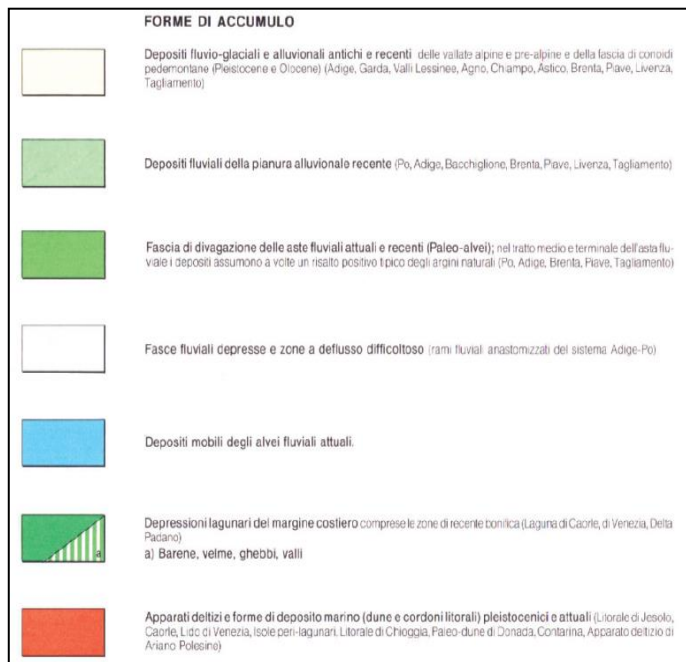 FORME DI ACCUMULO
Depositi fluvio-glaciali e alluvionali antichi e recenti delle vallate alpine e pre-alpine e della fascia di conoidi
pedemontane (Pleistocene e Olocene) (Adige, Garda, Valli Lessinee, Agno, Chiampo, Astico, Brenta, Piave, Livenza,
Tagliamento)
Depositi fluviali della pianura alluvionale recente (Po, Adige, Bacchiglione, Brenta, Piave, Livenza, Tagliamento)
Fascia di divagazione delle aste fluviali attuali e recenti (Paleo-alvei); nel tratto medio e terminale dell'asta flu-
viale i depositi assumono a volte un risalto positivo tipico degli argini naturali (Po, Adige, Brenta, Piave, Tagliamento)
Fasce fluviali depresse e zone a deflusso difficoltoso (rami fluviali anastomizzati del sistema Adige-Po)
Depositi mobili degli alvei fluviali attuali.
a
Depressioni lagunari del margine costiero comprese le zone di recente bonifica (Laguna di Caorle, di Venezia, Delta
Padano)
a) Barene, velme, ghebbi, valli
Apparati deltizi e forme di deposito marino (dune e cordoni litorali) pleistocenici e attuali (Litorale di Jesolo,
Caorle, Lido di Venezia, Isole peri-lagunari, Litorale di Chioggia, Paleo-dune di Donada, Contarina, Apparato deltizio di
Ariano Polesine)